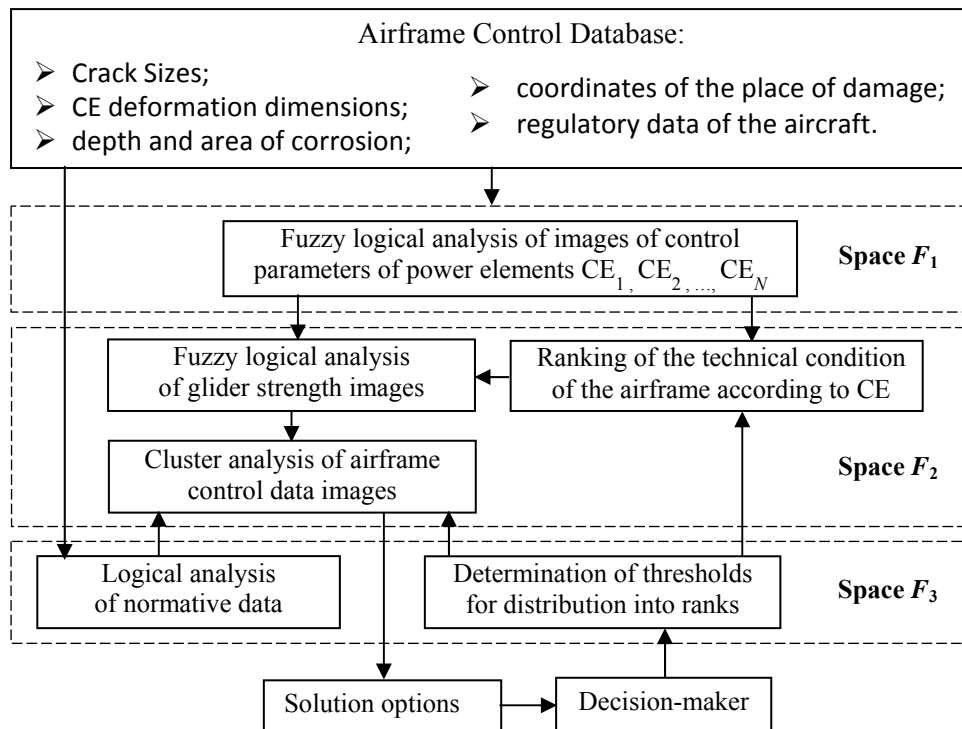 Airframe Control Database:
➢ Crack Sizes;
➢ CE deformation dimensions;
➢ depth and area of corrosion;
➢ coordinates of the place of damage;
➢ regulatory data of the aircraft.
Fuzzy logical analysis of images of control
parameters of power elements CE1, CE2, ..., CEN
Space F1
Fuzzy logical analysis
of glider strength images
Ranking of the technical condition
of the airframe according to CE
Cluster analysis of airframe
control data images
Space F2
Logical analysis
of normative data
Determination of thresholds
for distribution into ranks
Space F3
Solution options
Decision-maker